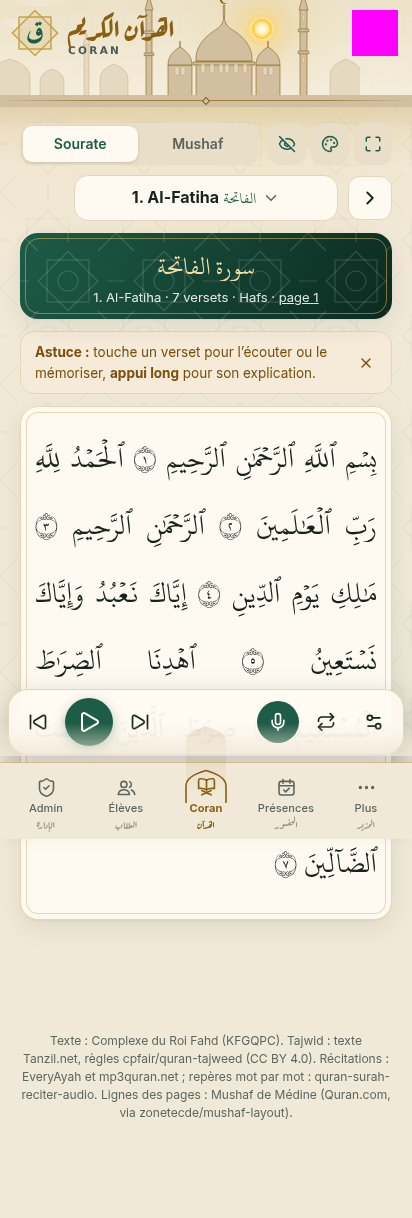 ق
القرآن الكريم
CORAN
Sourate
Mushaf
1. Al-Fatiha الفاتحة
سورة الفاتحة
1. Al-Fatiha · 7 versets · Hafs · page 1
Astuce : touche un verset pour l’écouter ou le
mémoriser, appui long pour son explication.
بِسْمِ ٱللَّهِ ٱلرَّحْمَٰنِ ٱلرَّحِيمِ ١ ٱلْحَمْدُ لِلَّهِ
رَبِّ ٱلْعَٰلَمِينَ ٢ ٱلرَّحْمَٰنِ ٱلرَّحِيمِ ٣
مَٰلِكِ يَوْمِ ٱلدِّينِ ٤ إِيَّاكَ نَعْبُدُ وَإِيَّاكَ
نَسْتَعِينُ ٥ ٱهْدِنَا ٱلصِّرَٰطَ
Admin
الإدارة
Élèves
الطلاب
Coran
القرآن
Présences
الحضور
Plus
المزيد
ٱلضَّآلِّينَ ٧
Texte : Complexe du Roi Fahd (KFGQPC). Tajwid : texte
Tanzil.net, règles cpfair/quran-tajweed (CC BY 4.0). Récitations :
EveryAyah et mp3quran.net ; repères mot par mot : quran-surah-
reciter-audio. Lignes des pages : Mushaf de Médine (Quran.com,
via zonetecde/mushaf-layout).